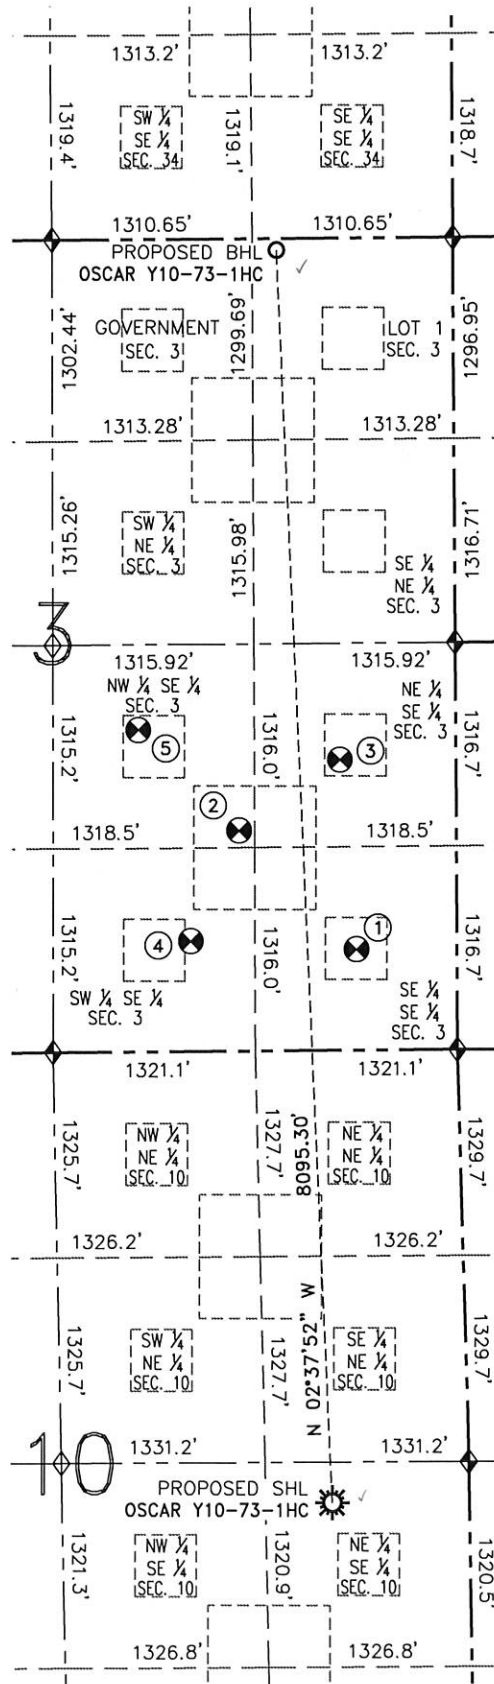 1313.2' 1313.2'
1319.4' 1319.1' 1318.7'
SW ¼ SE ¼
SE ¼ SE ¼
SEC. 34 SEC. 34
1310.65' 1310.65'
PROPOSED BHL
OSCAR Y10-73-1HC
1302.44' 1299.69' 1296.95'
GOVERNMENT LOT 1
SEC. 3 SEC. 3
1313.28' 1313.28'
1315.26' 1315.98' 1316.71'
SW ¼
NE ¼
SEC. 3
SE ¼
NE ¼
SEC. 3
3
1315.92' 1315.92'
NW ¼ SE ¼
SEC. 3
NE ¼
SE ¼
SEC. 3
1315.2' 1316.0' 1316.7'
5 3
2
1318.5' 1318.5'
1
4
1315.2' 1316.0' 1316.7'
SW ¼ SE ¼
SEC. 3
SE ¼
SE ¼
SEC. 3
1321.1' 1321.1'
1325.7' 1327.7' 8095.30' 1329.7'
NW ¼ NE ¼
NE ¼ NE ¼
SEC. 10 SEC. 10
1326.2' 1326.2'
1325.7' 1327.7' N 02°37'52" W 1329.7'
SW ¼ SE ¼
NE ¼ NE ¼
SEC. 10 SEC. 10
1331.2' 1331.2'
10
PROPOSED SHL
OSCAR Y10-73-1HC
1321.3' 1320.9' 1320.5'
NW ¼ NE ¼
SE ¼ SE ¼
SEC. 10 SEC. 10
1326.8' 1326.8'